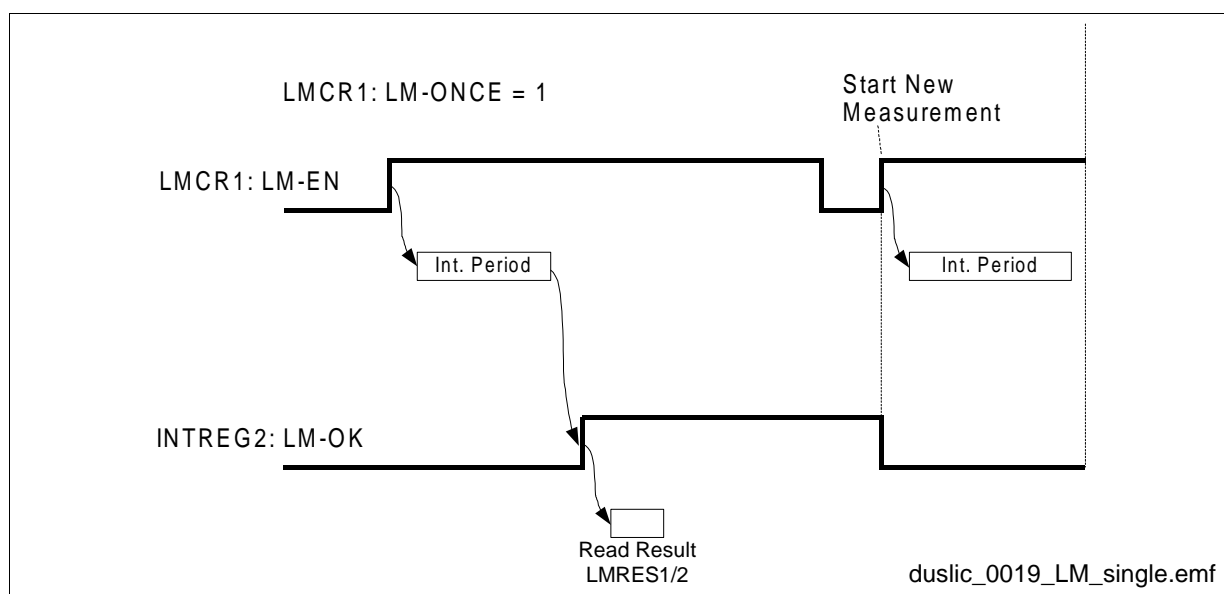 LMCR1: LM-ONCE = 1
Start New
Measurement
LMCR1: LM-EN
Int. Period
Int. Period
INTREG2: LM-OK
Read Result
LMRES1/2
duslic_0019_LM_single.emf